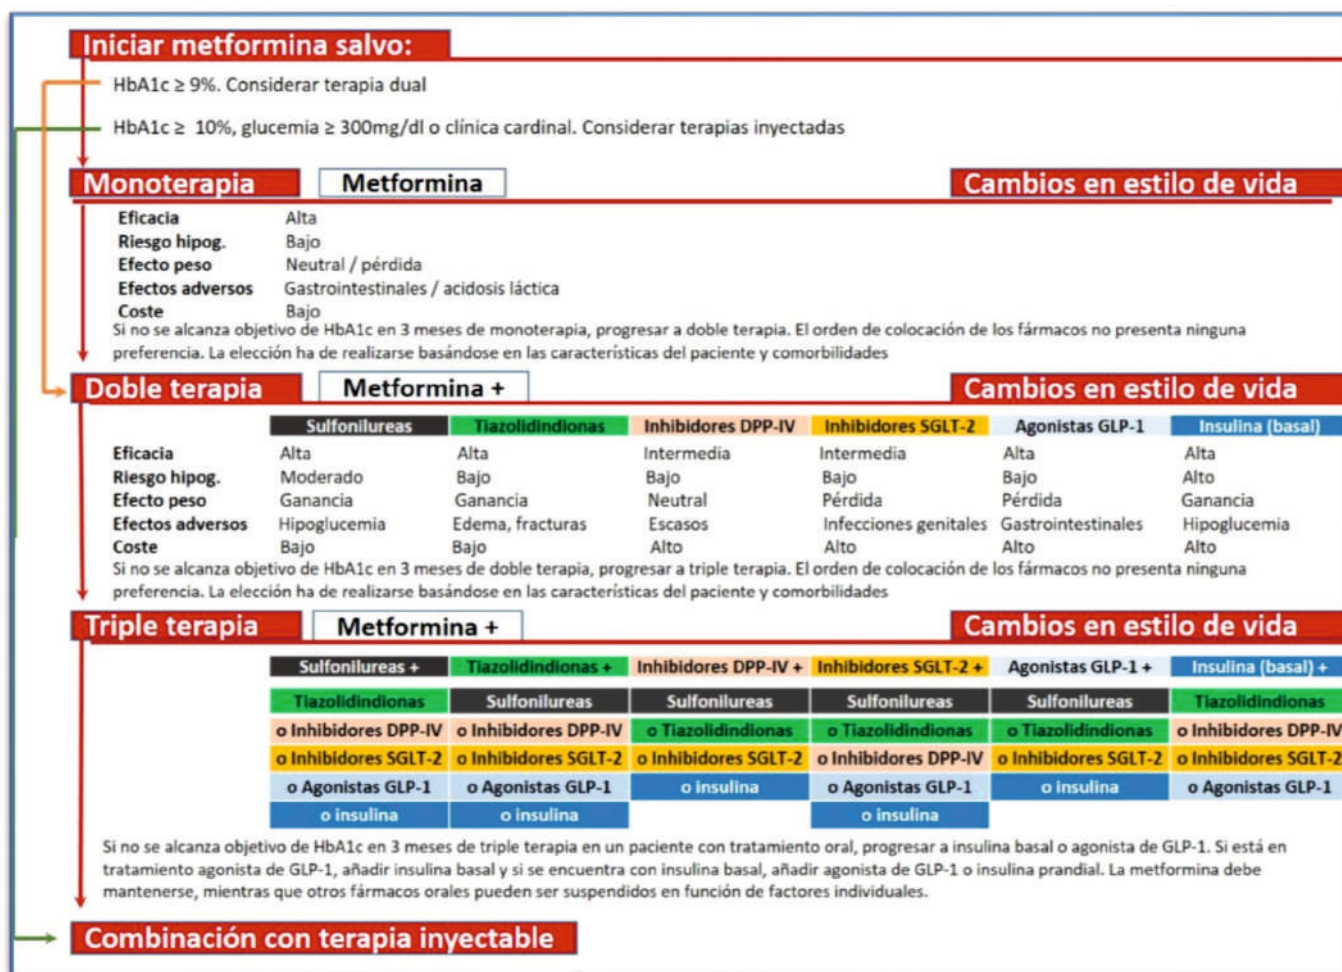 Iniciar metformina salvo:
HbA1c ≥ 9%. Considerar terapia dual
HbA1c ≥ 10%, glucemia ≥ 300mg/dl o clínica cardinal. Considerar terapias inyectadas
Monoterapia Metformina Cambios en estilo de vida
Eficacia Alta
Riesgo hipog. Bajo
Efecto peso Neutral / pérdida
Efectos adversos Gastrointestinales / acidosis láctica
Coste Bajo
Si no se alcanza objetivo de HbA1c en 3 meses de monoterapia, progresar a doble terapia. El orden de colocación de los fármacos no presenta ninguna
preferencia. La elección ha de realizarse basándose en las características del paciente y comorbilidades
Doble terapia Metformina + Cambios en estilo de vida
Sulfonilureas Tiazolidindionas Inhibidores DPP-IV Inhibidores SGLT-2 Agonistas GLP-1 Insulina (basal)
Eficacia Alta Alta Intermedia Intermedia Alta Alta
Riesgo hipog. Moderado Bajo Bajo Bajo Bajo Alto
Efecto peso Ganancia Ganancia Neutral Pérdida Pérdida Ganancia
Efectos adversos Hipoglucemia Edema, fracturas Escasos Infecciones genitales Gastrointestinales Hipoglucemia
Coste Bajo Bajo Alto Alto Alto Alto
Si no se alcanza objetivo de HbA1c en 3 meses de doble terapia, progresar a triple terapia. El orden de colocación de los fármacos no presenta ninguna
preferencia. La elección ha de realizarse basándose en las características del paciente y comorbilidades
Triple terapia Metformina + Cambios en estilo de vida
Sulfonilureas + Tiazolidindionas + Inhibidores DPP-IV + Inhibidores SGLT-2 + Agonistas GLP-1 + Insulina (basal) +
Tiazolidindionas Sulfonilureas Sulfonilureas Sulfonilureas Sulfonilureas Tiazolidindionas
o Inhibidores DPP-IV o Inhibidores DPP-IV o Tiazolidindionas o Tiazolidindionas o Tiazolidindionas o Inhibidores DPP-IV
o Inhibidores SGLT-2 o Inhibidores SGLT-2 o Inhibidores SGLT-2 o Inhibidores DPP-IV o Inhibidores SGLT-2 o Inhibidores SGLT-2
o Agonistas GLP-1 o Agonistas GLP-1 o insulina o Agonistas GLP-1 o insulina o Agonistas GLP-1
o insulina o insulina o insulina
Si no se alcanza objetivo de HbA1c en 3 meses de triple terapia en un paciente con tratamiento oral, progresar a insulina basal o agonista de GLP-1. Si está en
tratamiento agonista de GLP-1, añadir insulina basal y si se encuentra con insulina basal, añadir agonista de GLP-1 o insulina prandial. La metformina debe
mantenerse, mientras que otros fármacos orales pueden ser suspendidos en función de factores individuales.
Combinación con terapia inyectable